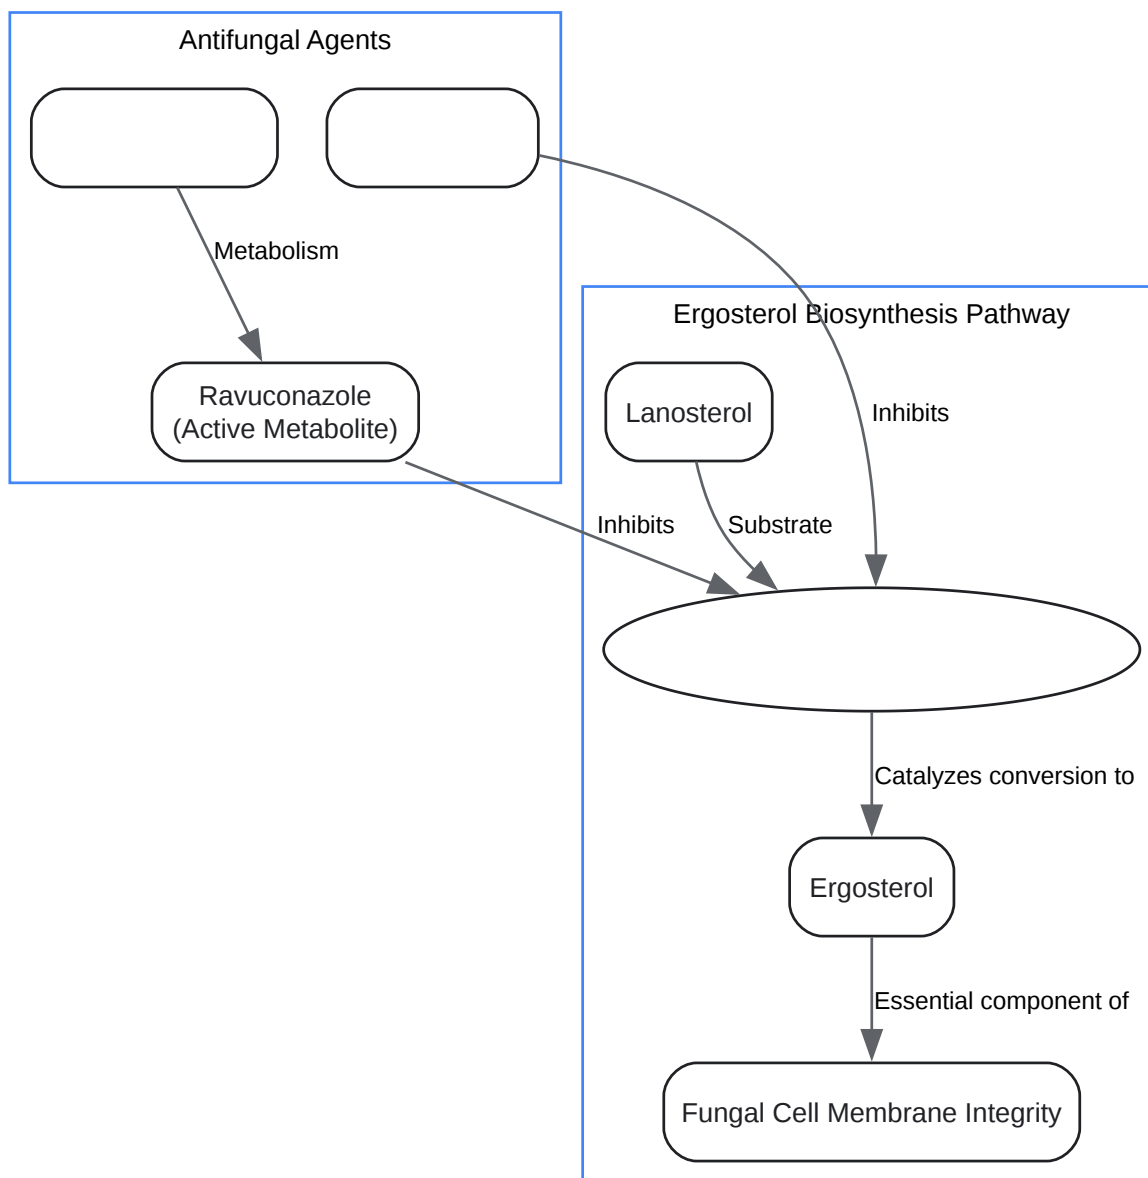 Antifungal Agents
Metabolism
Ravuconazole
(Active Metabolite)
Ergosterol Biosynthesis Pathway
Lanosterol
Inhibits
Inhibits
Substrate
Catalyzes conversion to
Ergosterol
Essential component of
Fungal Cell Membrane Integrity